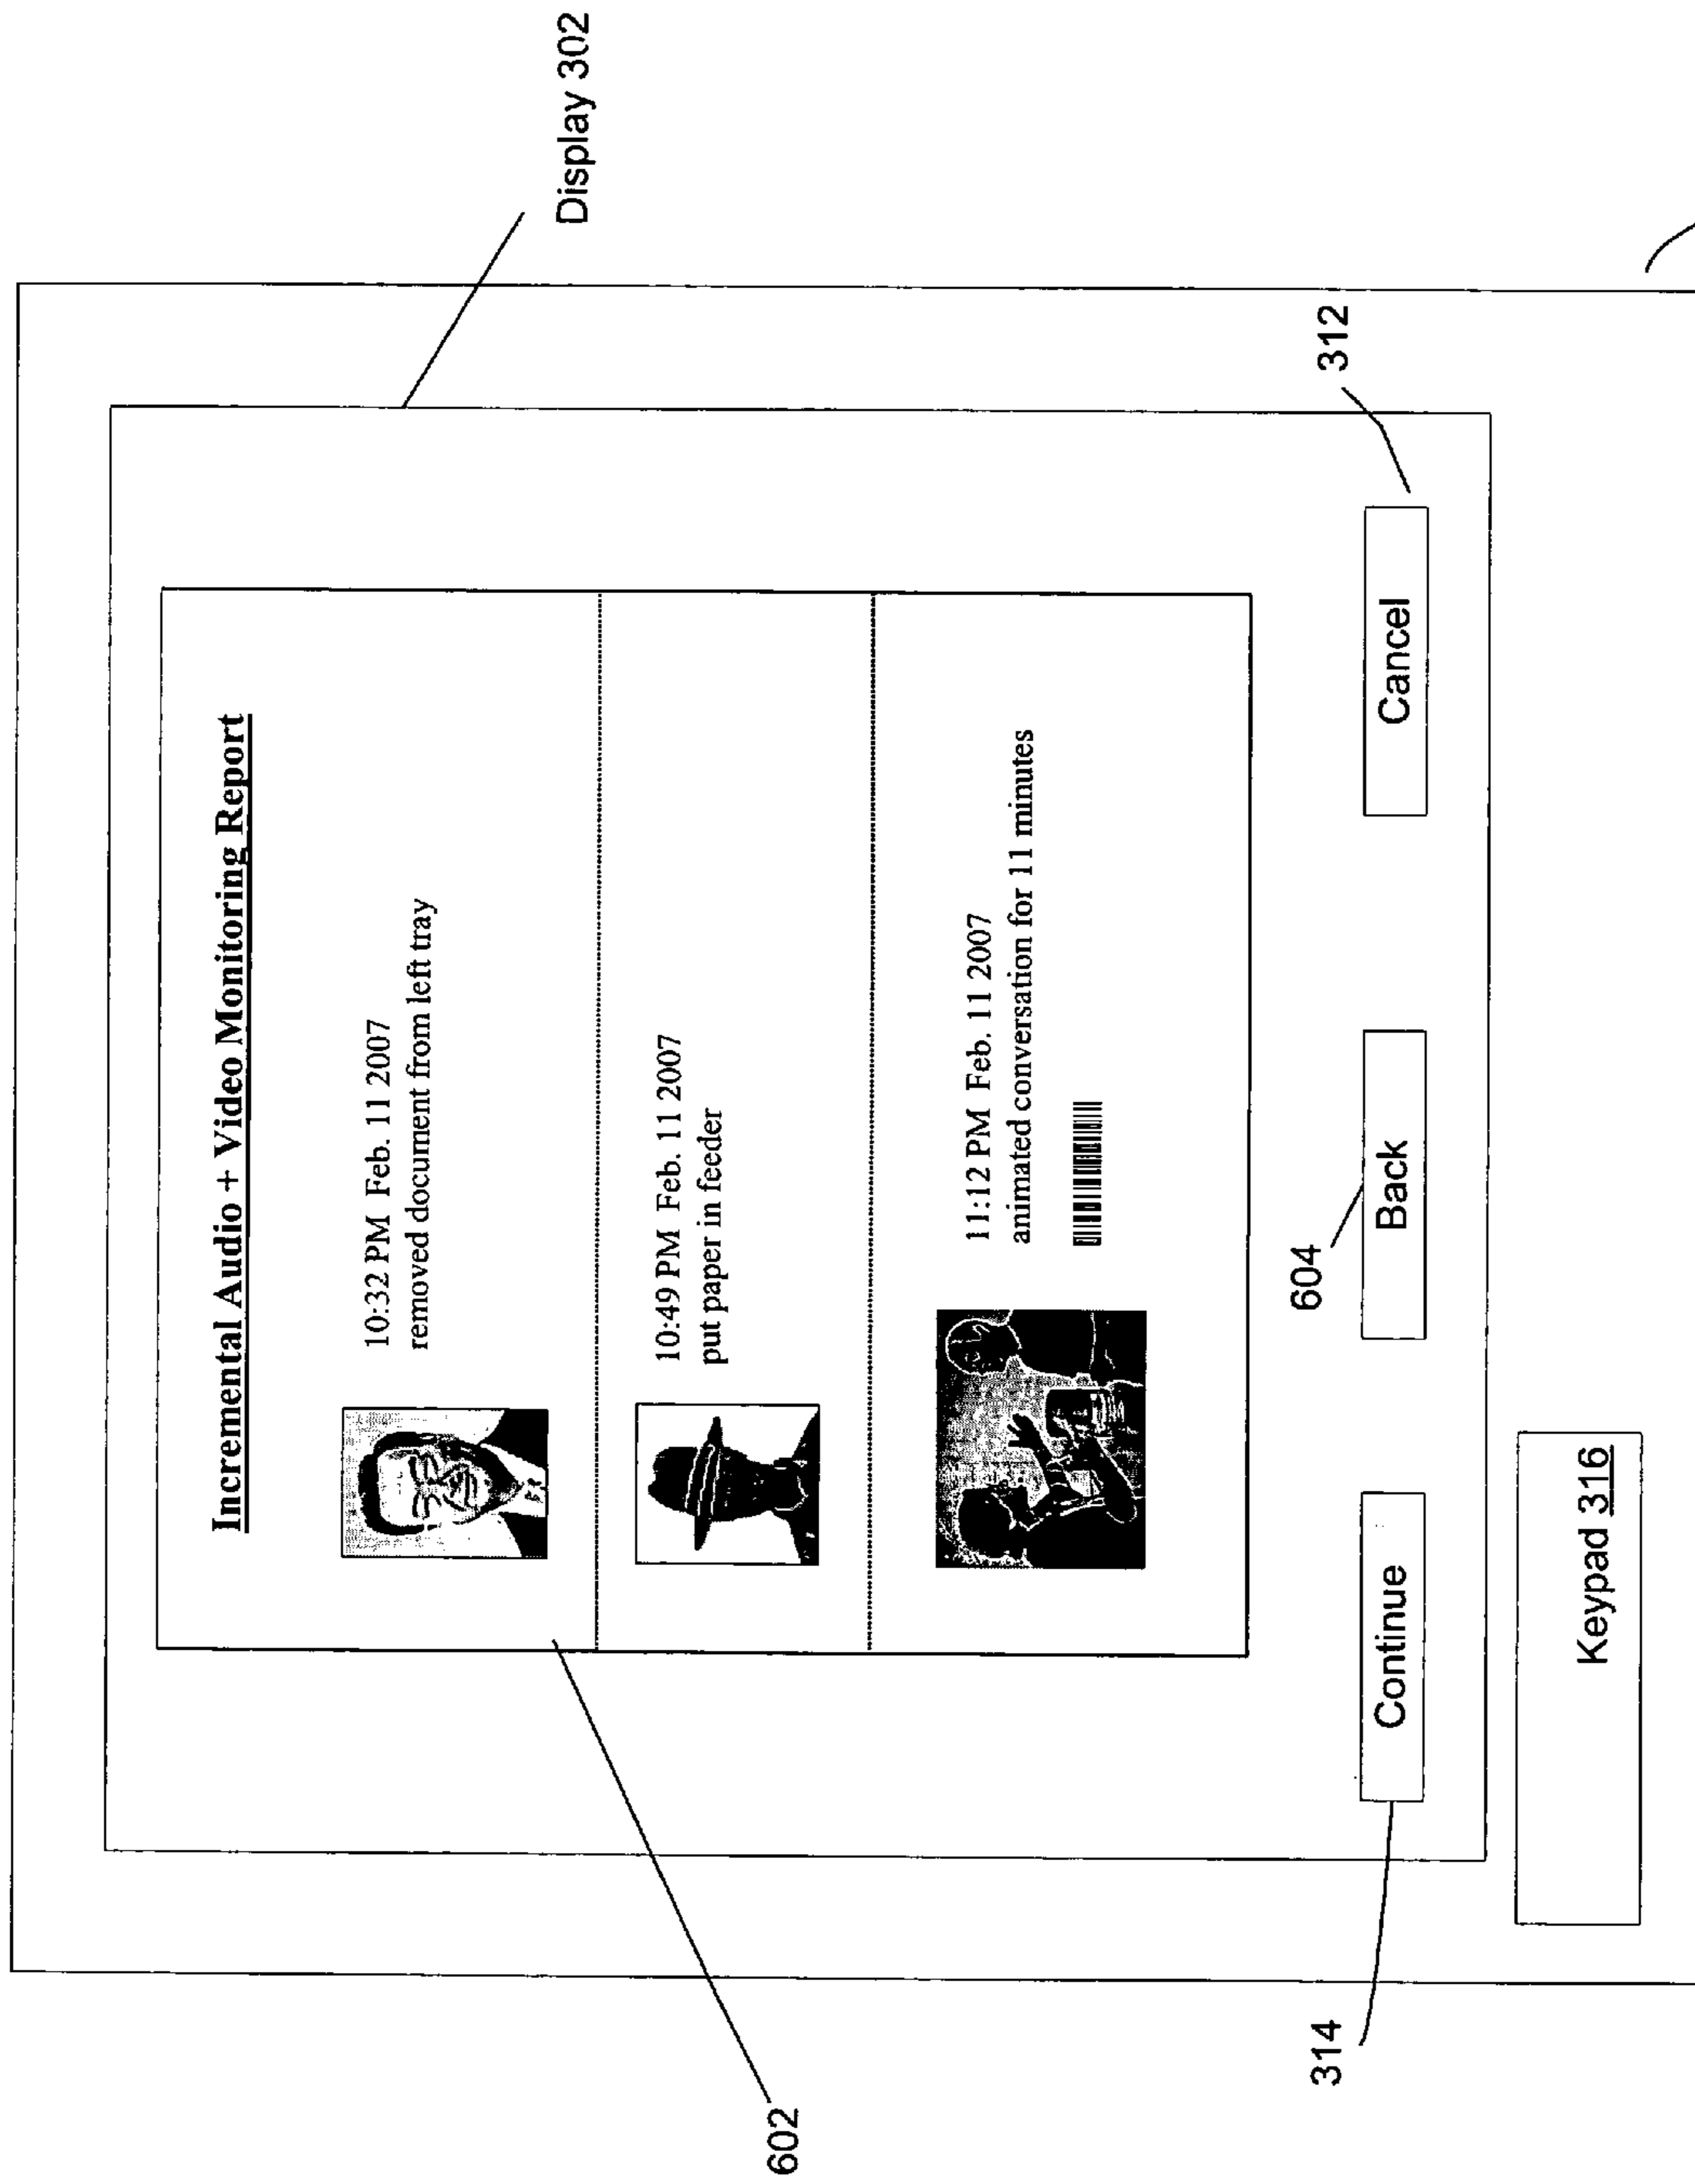 Display 302
Incremental Audio + Video Monitoring Report
10:32 PM Feb. 11 2007
removed document from left tray
10:49 PM Feb. 11 2007
put paper in feeder
11:12 PM Feb. 11 2007
animated conversation for 11 minutes
602
604
312
314
Continue
Back
Cancel
Keypad 316